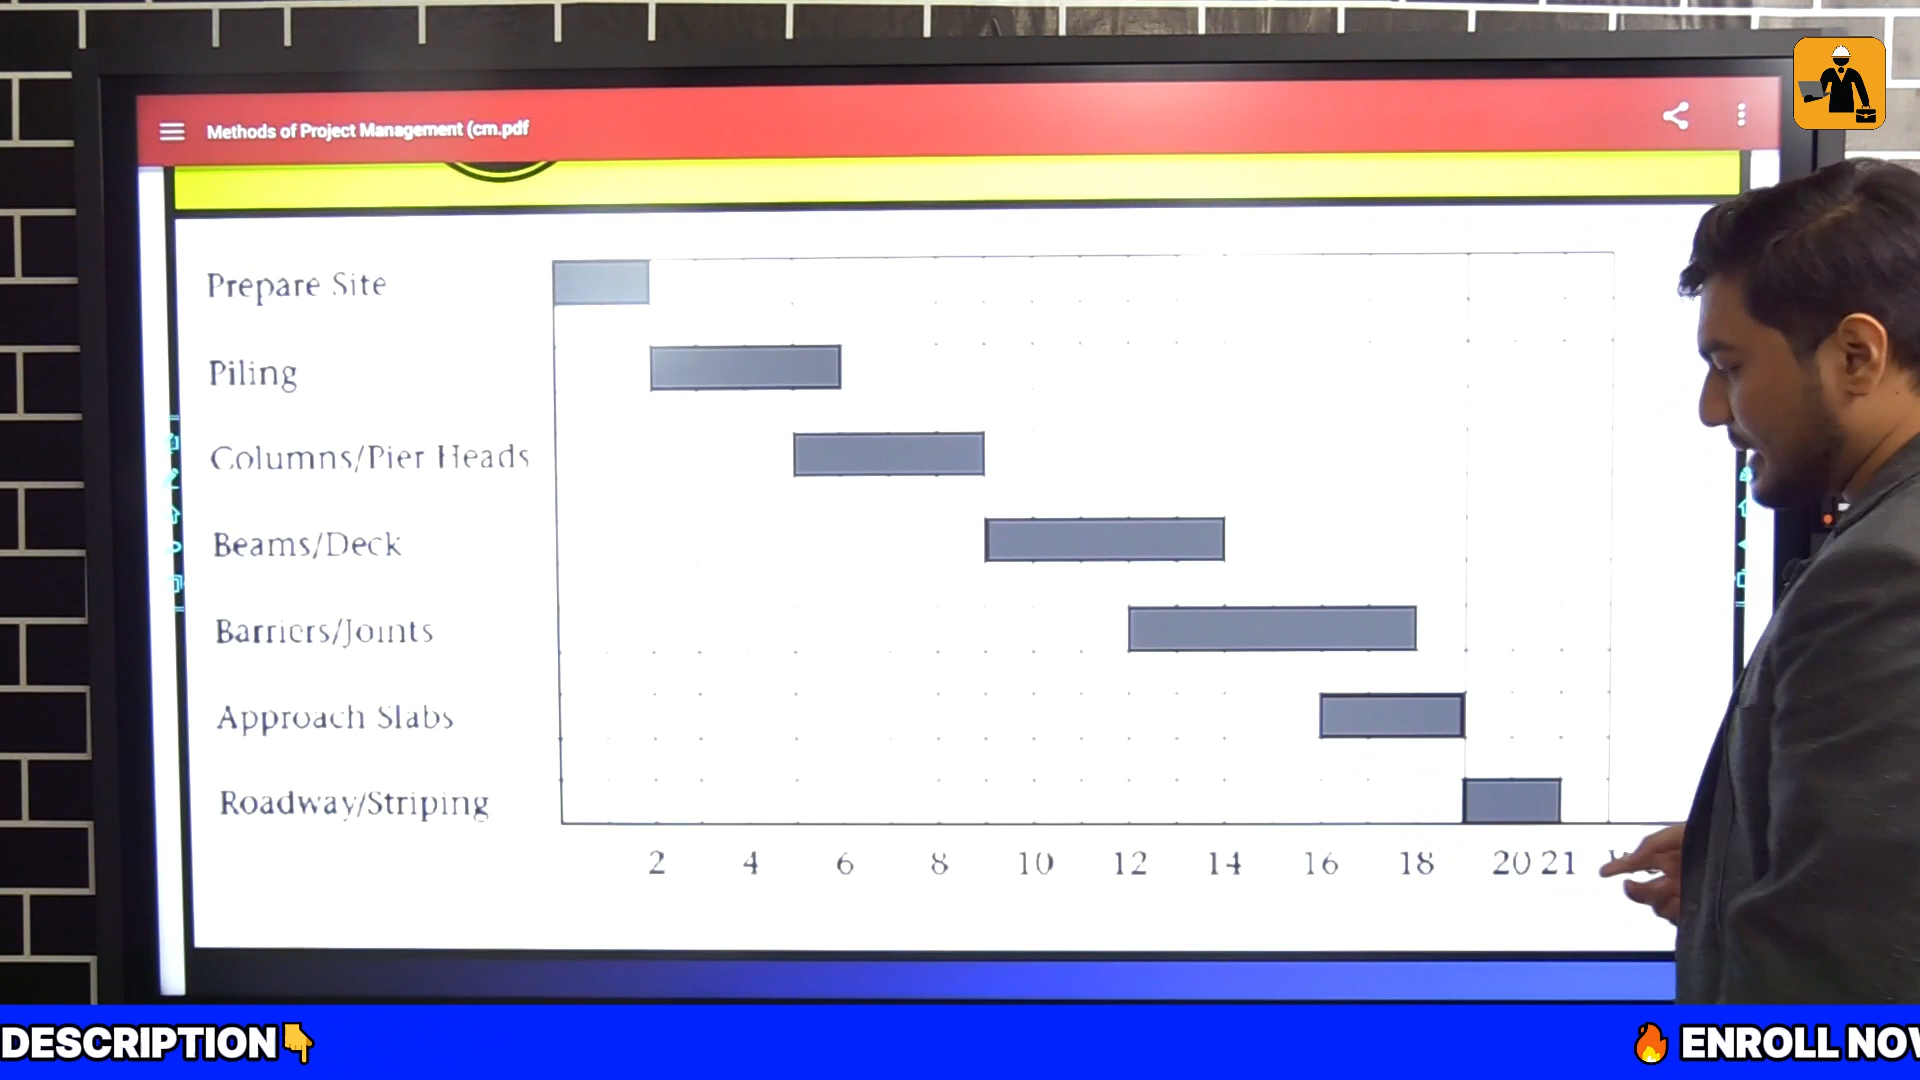 Methods of Project Management (cm.pdf
Prepare Site
Piling
Columns/Pier Heads
Beams/Deck
Barriers/Joints
Approach Slabs
Roadway/Striping
2 4 6 8 10 12 14 16 18 20 21
DESCRIPTION👇
🔥 ENROLL NOW